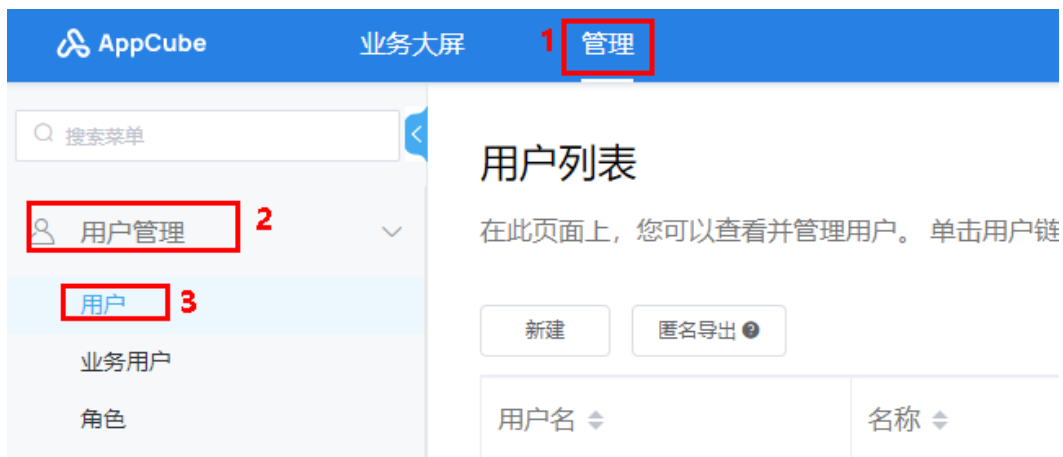 AppCube 业务大屏 1 管理
搜索菜单
用户列表
用户管理 2
在此页面上，您可以查看并管理用户。 单击用户链
用户 3
新建 匿名导出
业务用户
角色
用户名 名称